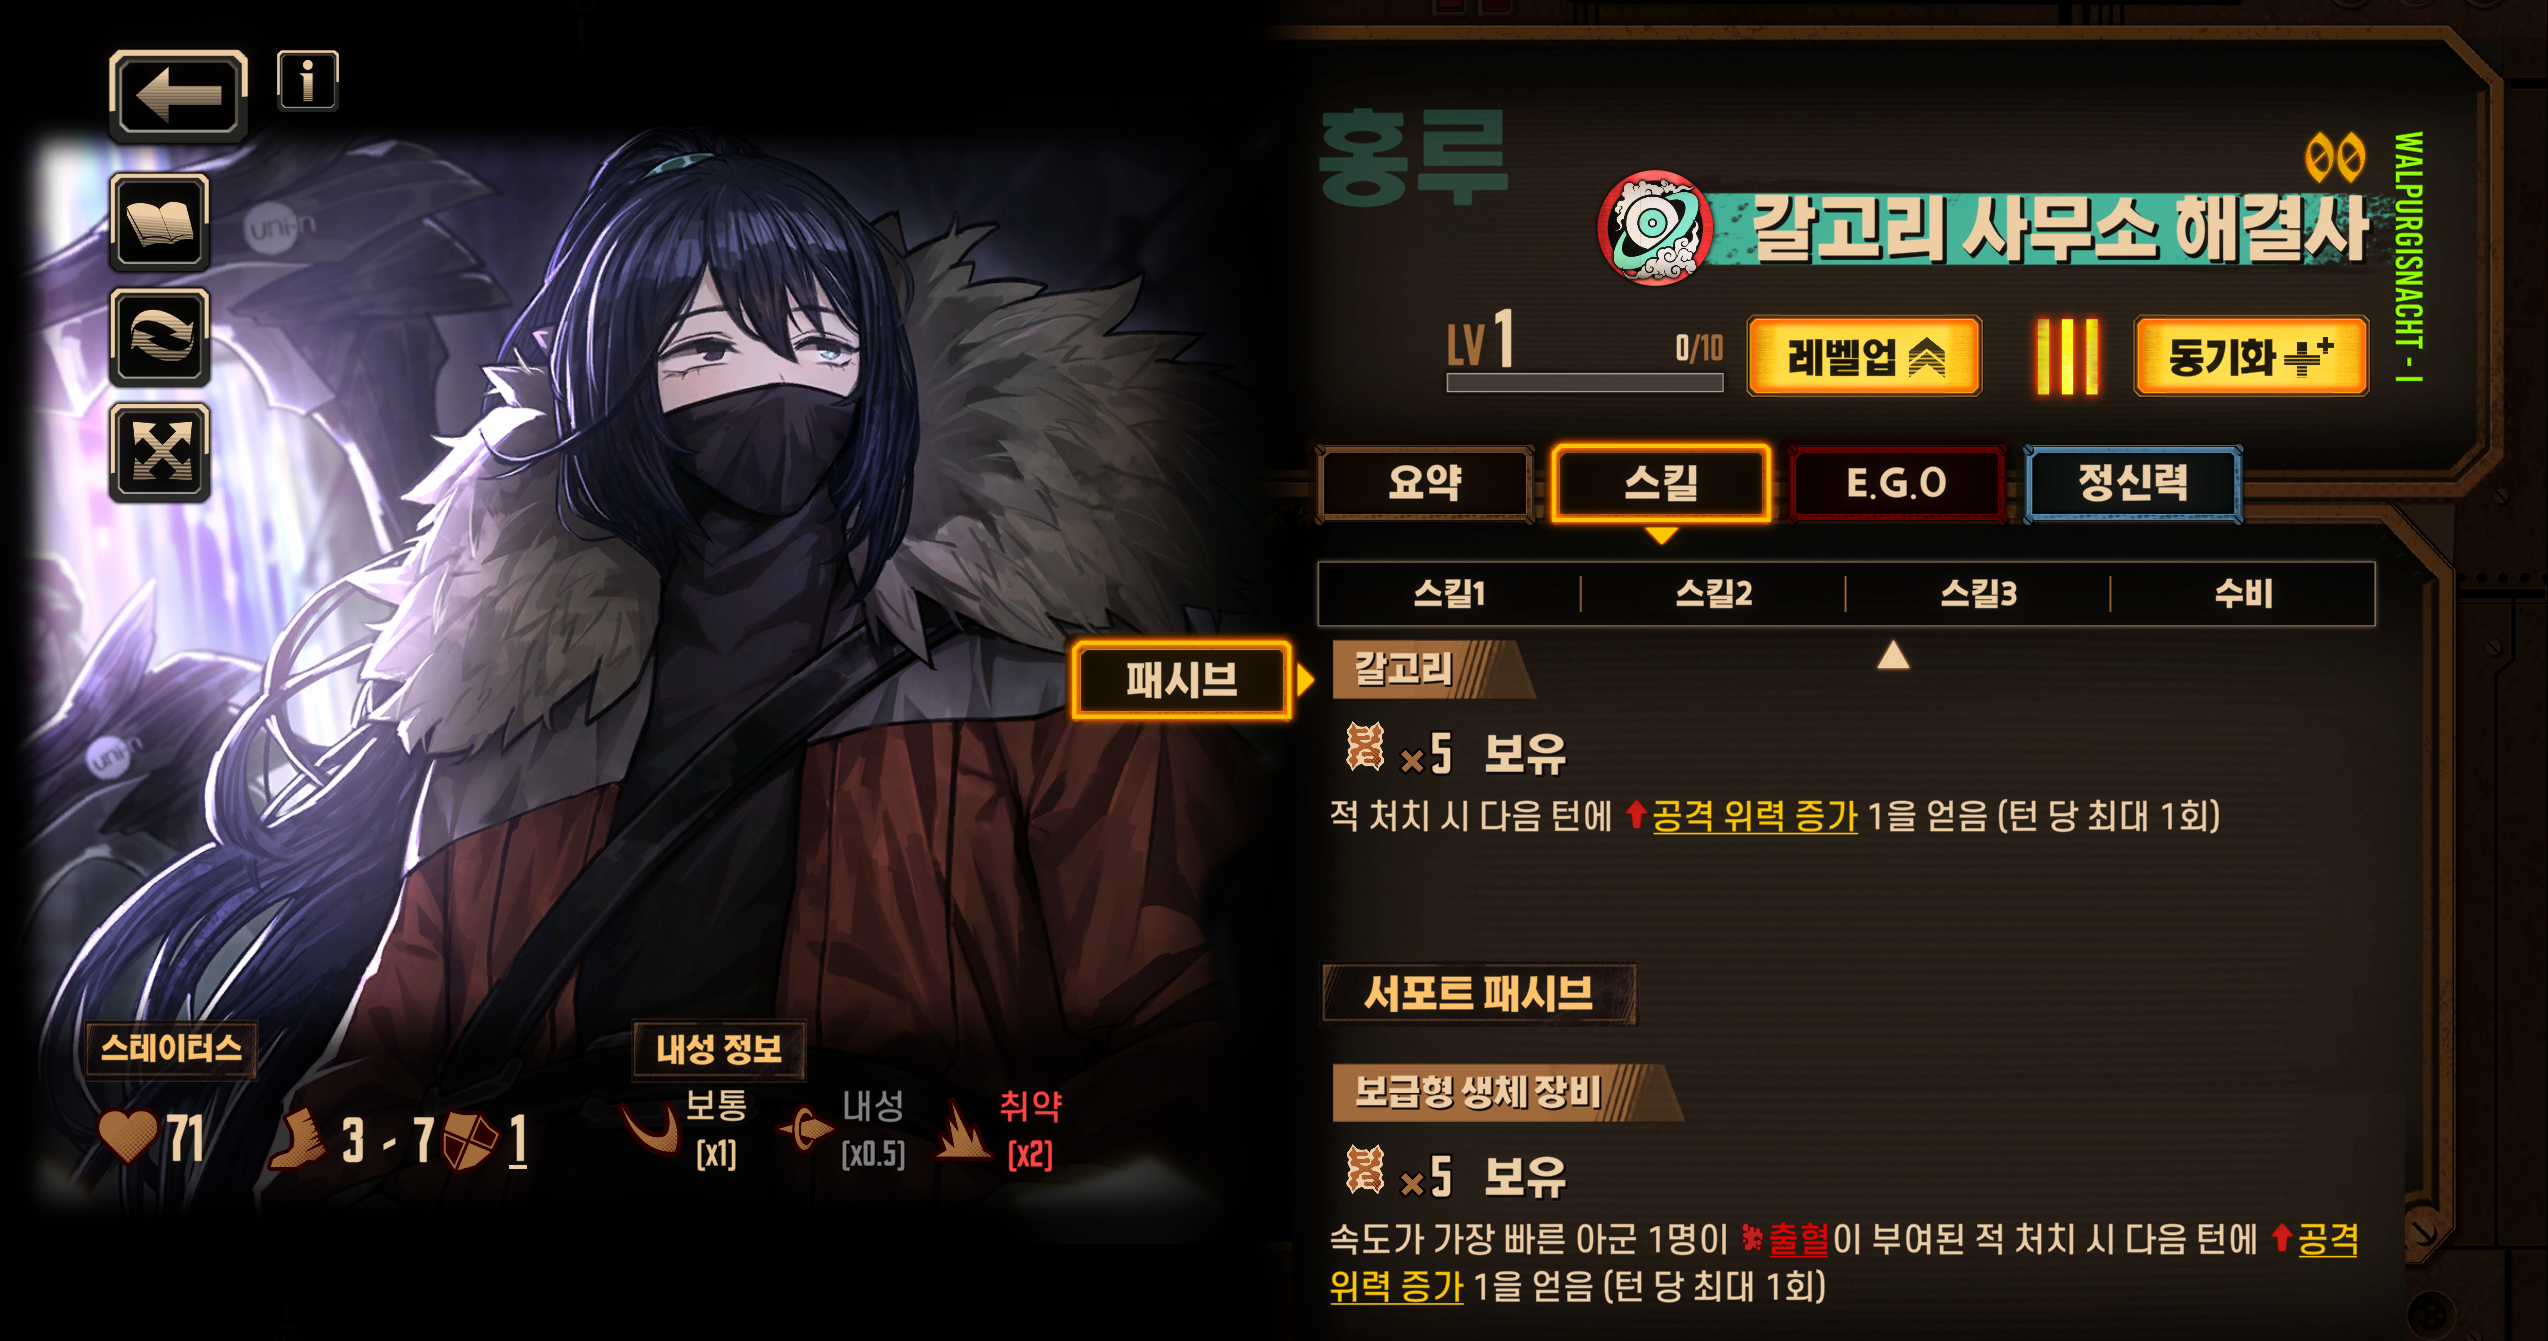 홍루
갈고리 사무소 해결사
WALPURGISNACHT - I
LV 1
0/10
레벨업
동기화
요약
스킬
E.G.O
정신력
스킬1
스킬2
스킬3
수비
패시브
갈고리
×5 보유
적 처치 시 다음 턴에 공격 위력 증가 1을 얻음 (턴 당 최대 1회)
서포트 패시브
보급형 생체 장비
×5 보유
속도가 가장 빠른 아군 1명이 출혈이 부여된 적 처치 시 다음 턴에 공격
위력 증가 1을 얻음 (턴 당 최대 1회)
스테이터스
71
3 - 7
1
내성 정보
보통
[x1]
내성
[x0.5]
취약
[x2]